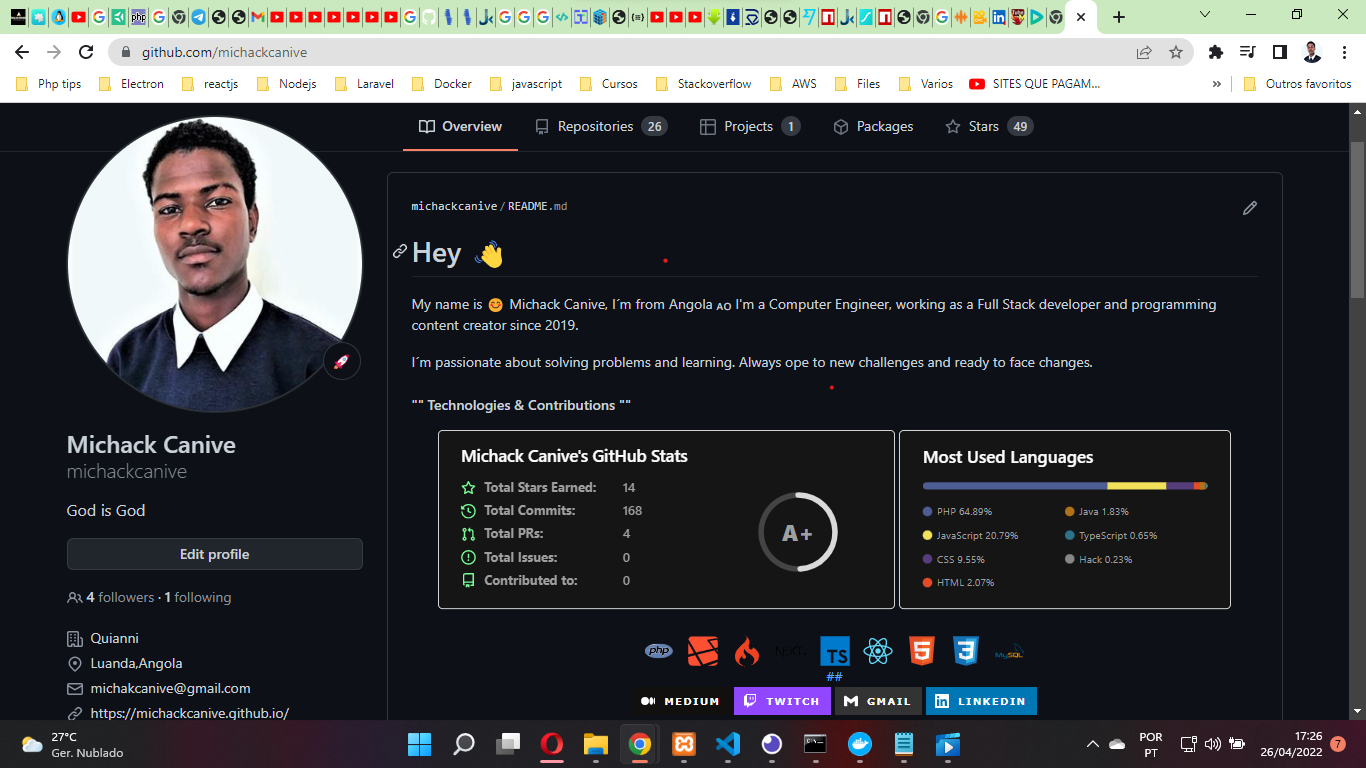 github.com/michackcanive
Php tips
Electron
reactjs
Nodejs
Laravel
Docker
javascript
Cursos
Stackoverflow
AWS
Files
Varios
SITES QUE PAGAM...
»
Outros favoritos
Overview
Repositories 26
Projects 1
Packages
Stars 49
michackcanive/README.md
Hey 👋
My name is 😊 Michack Canive, I´m from Angola AO I'm a Computer Engineer, working as a Full Stack developer and programming
content creator since 2019.
I´m passionate about solving problems and learning. Always ope to new challenges and ready to face changes.
"" Technologies & Contributions ""
Michack Canive
michackcanive
God is God
Edit profile
4 followers · 1 following
Quianni
Luanda,Angola
michakcanive@gmail.com
https://michackcanive.github.io/
Michack Canive's GitHub Stats
Total Stars Earned: 14
Total Commits: 168
Total PRs: 4
Total Issues: 0
Contributed to: 0
A+
Most Used Languages
PHP 64.89%
JavaScript 20.79%
CSS 9.55%
HTML 2.07%
Java 1.83%
TypeScript 0.65%
Hack 0.23%
php
NEXT
TS
MySQL
##
MEDIUM
TWITCH
GMAIL
LINKEDIN
27°C
Ger. Nublado
POR
PT
17:26
26/04/2022
7